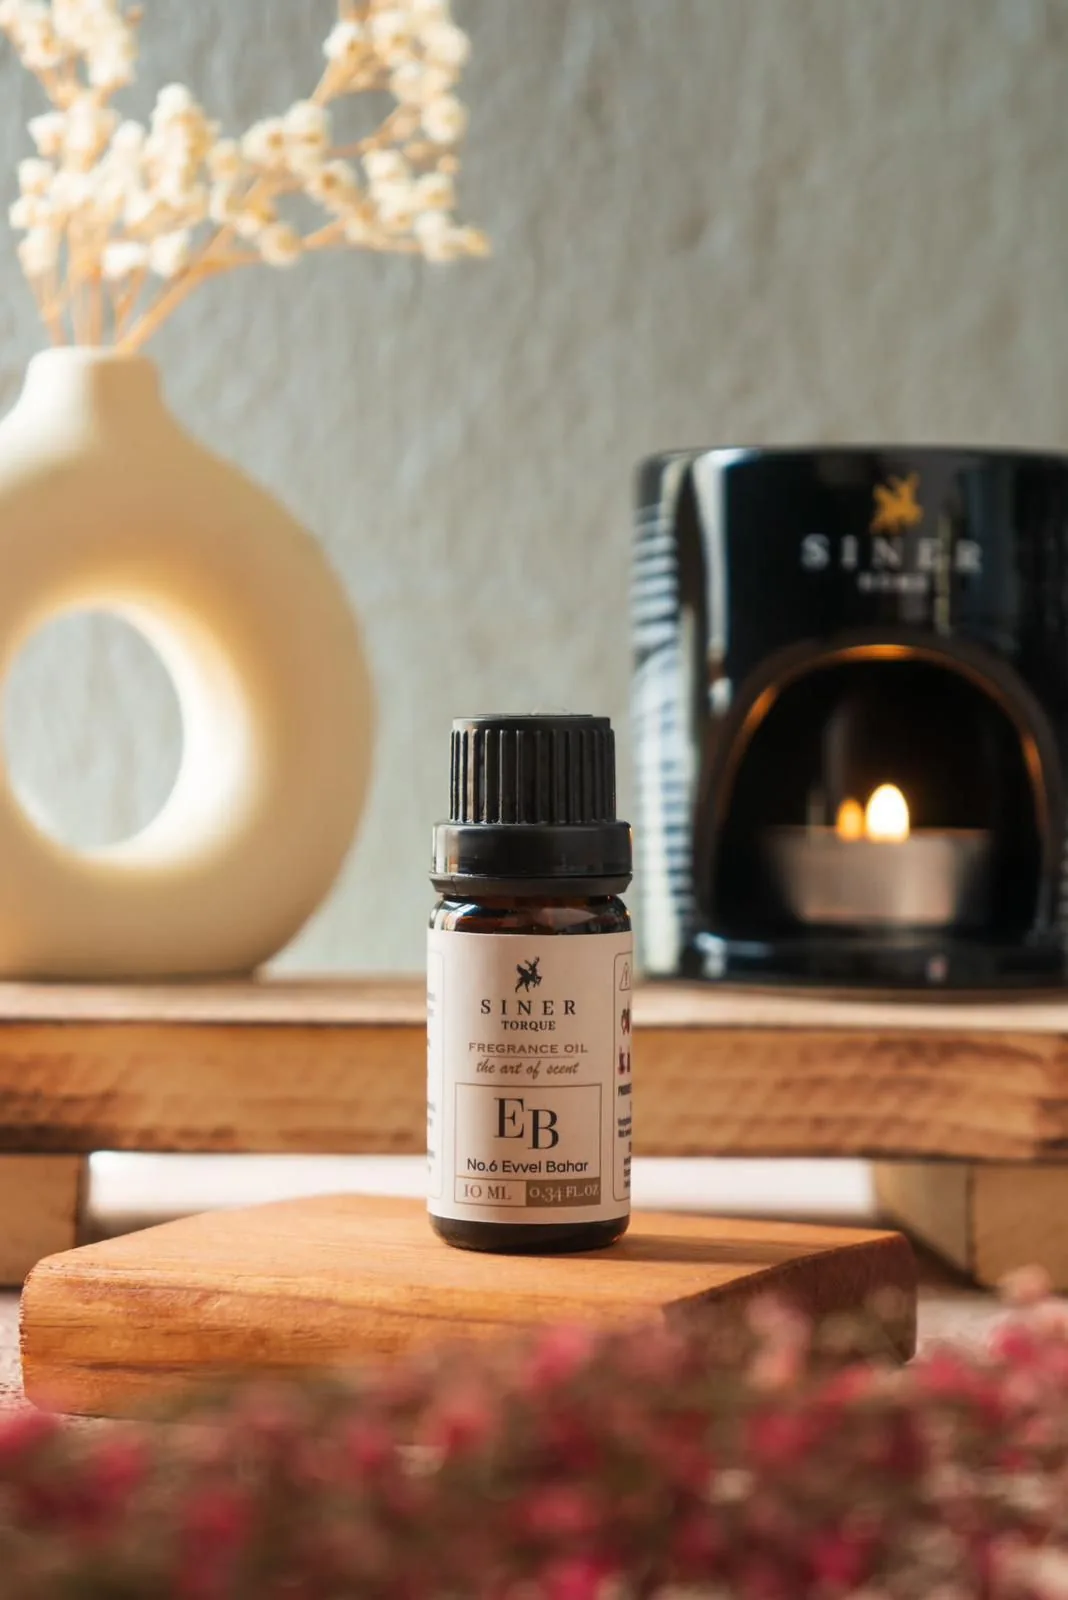 SINER
HOME
SINER
TORQUE
FREGRANCE OIL
the art of scent
EB
No.6 Evvel Bahar
10 ML 0.34 FL.OZ